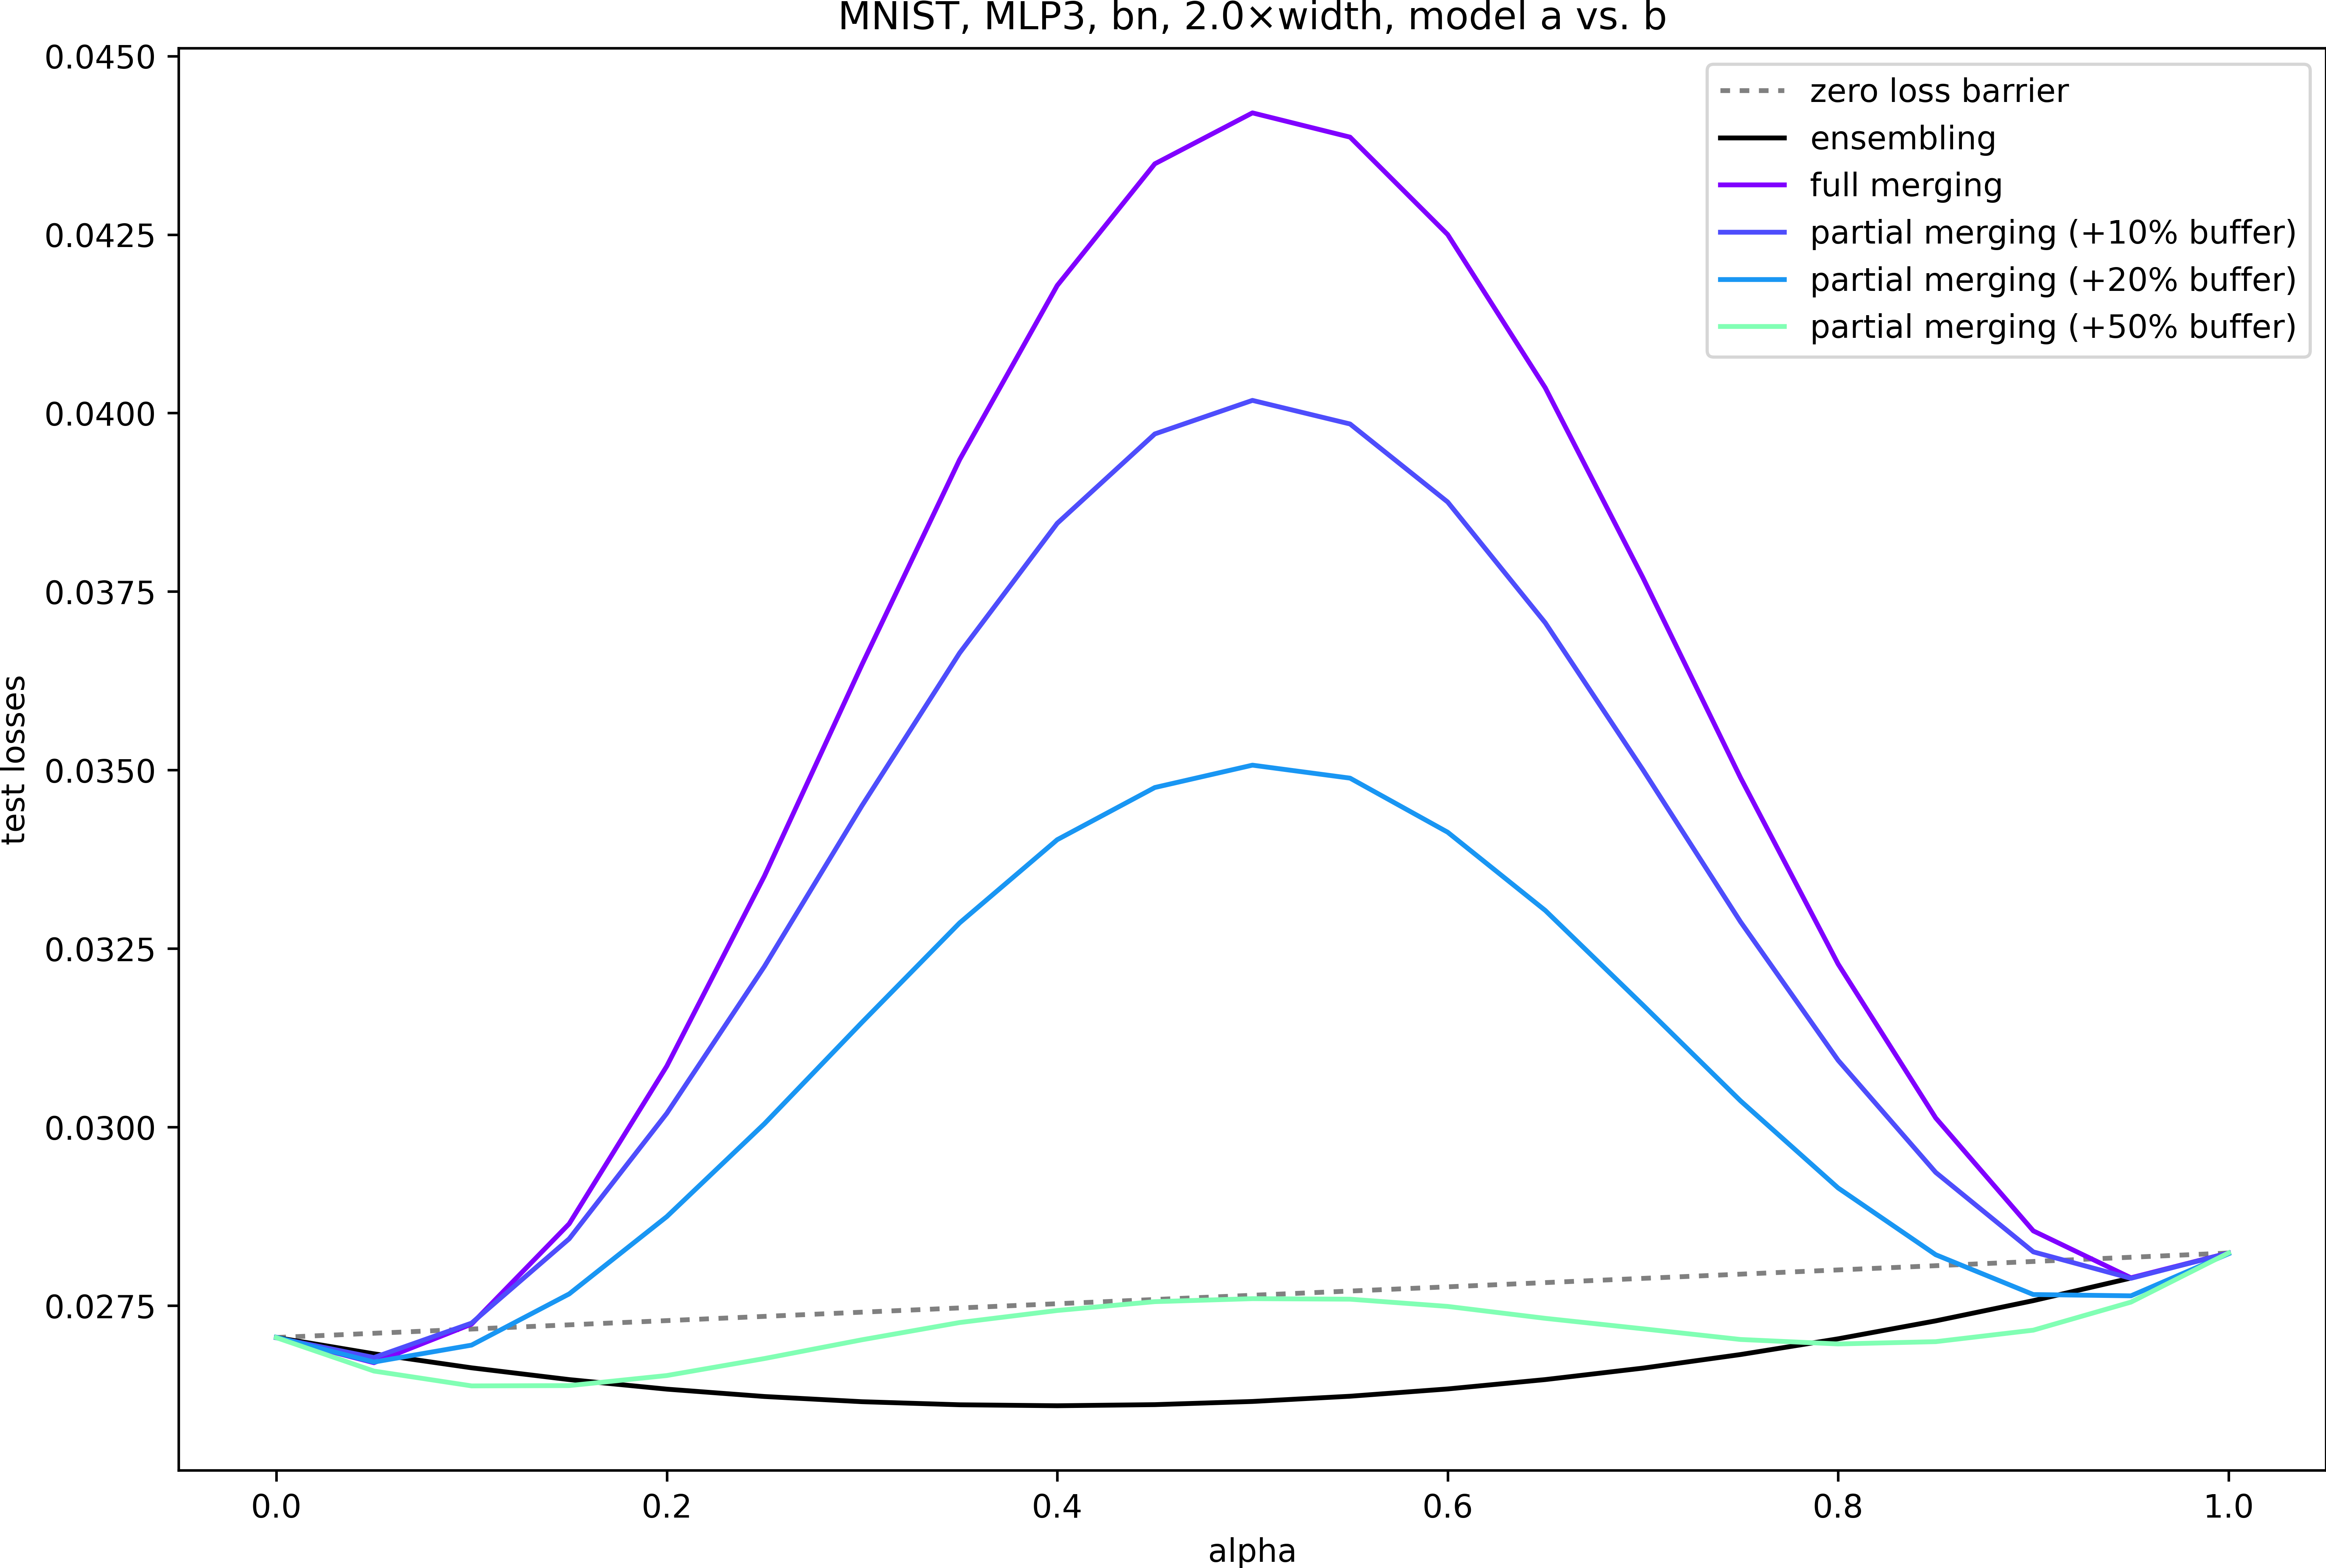 MNIST, MLP3, bn, 2.0×width, model a vs. b
0.0450
0.0425
0.0400
0.0375
0.0350
0.0325
0.0300
0.0275
test losses
zero loss barrier
ensembling
full merging
partial merging (+10% buffer)
partial merging (+20% buffer)
partial merging (+50% buffer)
0.0 0.2 0.4 0.6 0.8 1.0
alpha